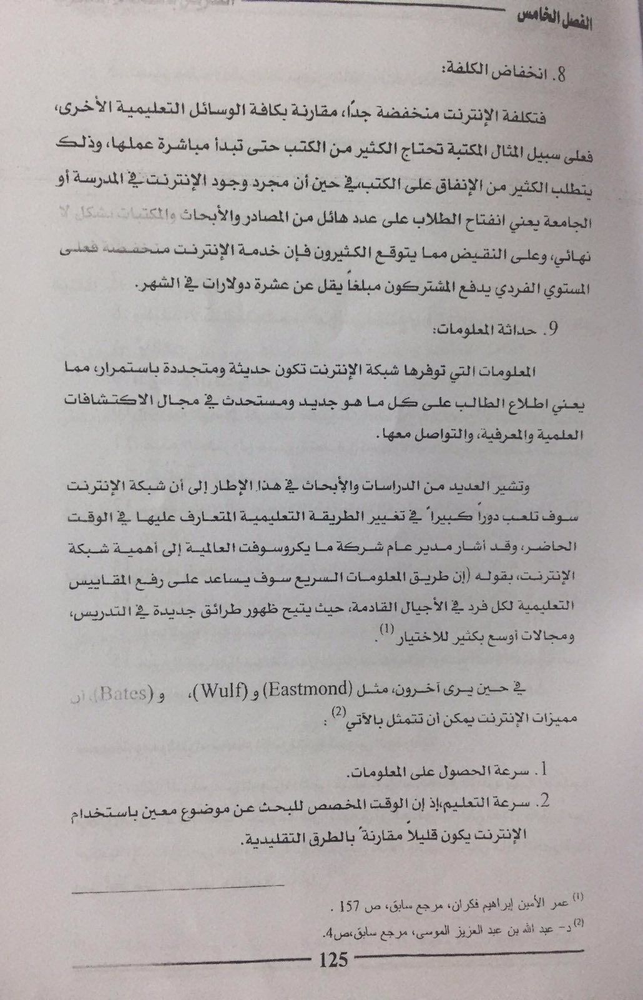 الفصل الخامس
8. انخفاض الكلفة:
فتكلفة الإنترنت منخفضة جداً، مقارنة بكافة الوسائل التعليمية الأخرى،
فعلى سبيل المثال المكتبة تحتاج الكثير من الكتب حتى تبدأ مباشرة عملها، وذلك
يتطلب الكثير من الإنفاق على الكتب،في حين أن مجرد وجود الإنترنت في المدرسة أو
الجامعة يعني انفتاح الطلاب على عدد هائل من المصادر والأبحاث والمكتبات بشكل لا
نهائي، وعلى النقيض مما يتوقع الكثيرون فإن خدمة الإنترنت منخفضة فعلى
المستوي الفردي يدفع المشتركون مبلغاً يقل عن عشرة دولارات في الشهر.
9. حداثة المعلومات:
المعلومات التي توفرها شبكة الإنترنت تكون حديثة ومتجددة باستمرار، مما
يعني اطلاع الطالب على كل ما هو جديد ومستحدث في مجال الاكتشافات
العلمية والمعرفية، والتواصل معها.
وتشير العديد من الدراسات والأبحاث في هذا الإطار إلى أن شبكة الإنترنت
سوف تلعب دوراً كبيراً في تغيير الطريقة التعليمية المتعارف عليها في الوقت
الحاضر، وقد أشار مدير عام شركة ما يكروسوفت العالمية إلى أهمية شبكة
الإنترنت، بقوله (إن طريق المعلومات السريع سوف يساعد على رفع المقاييس
التعليمية لكل فرد في الأجيال القادمة، حيث يتيح ظهور طرائق جديدة في التدريس،
ومجالات أوسع بكثير للاختيار (1).
في حين يرى آخرون، مثل (Eastmond) و (Wulf)، و (Bates)، أن
مميزات الإنترنت يمكن أن تتمثل بالآتي(2) :
1. سرعة الحصول على المعلومات.
2. سرعة التعليم،إذ إن الوقت المخصص للبحث عن موضوع معين باستخدام
الإنترنت يكون قليلاً مقارنةً بالطرق التقليدية.
(1) عمر الأمين إبراهيم فكران، مرجع سابق، ص 157 .
(2) د- عبد الله بن عبد العزيز الموسى، مرجع سابق،ص4.
125